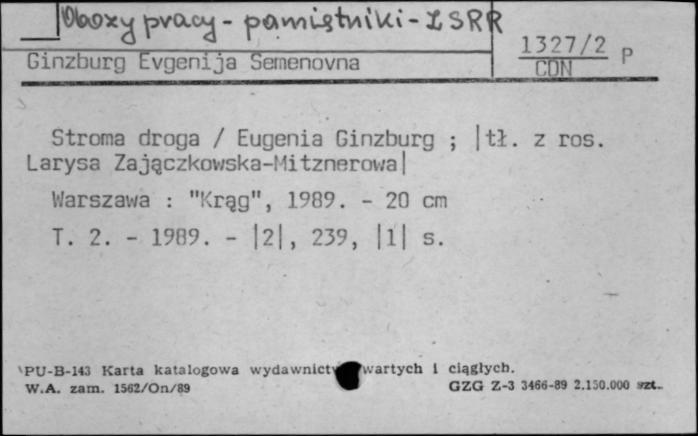 Obozy pracy - pamiętniki - ZSRR
1327/2 P
CDN
Ginzburg Evgenija Semenovna
Stroma droga / Eugenia Ginzburg ; |tł. z ros.
Larysa Zajączkowska-Mitznerowa|
Warszawa : "Krąg", 1989. - 20 cm
T. 2. - 1989. - |2|, 239, |1| s.
PU-B-143 Karta katalogowa wydawnict wartych i ciągłych.
W.A. zam. 1562/On/89 GZG Z-3 3466-89 2.150.000 szt.